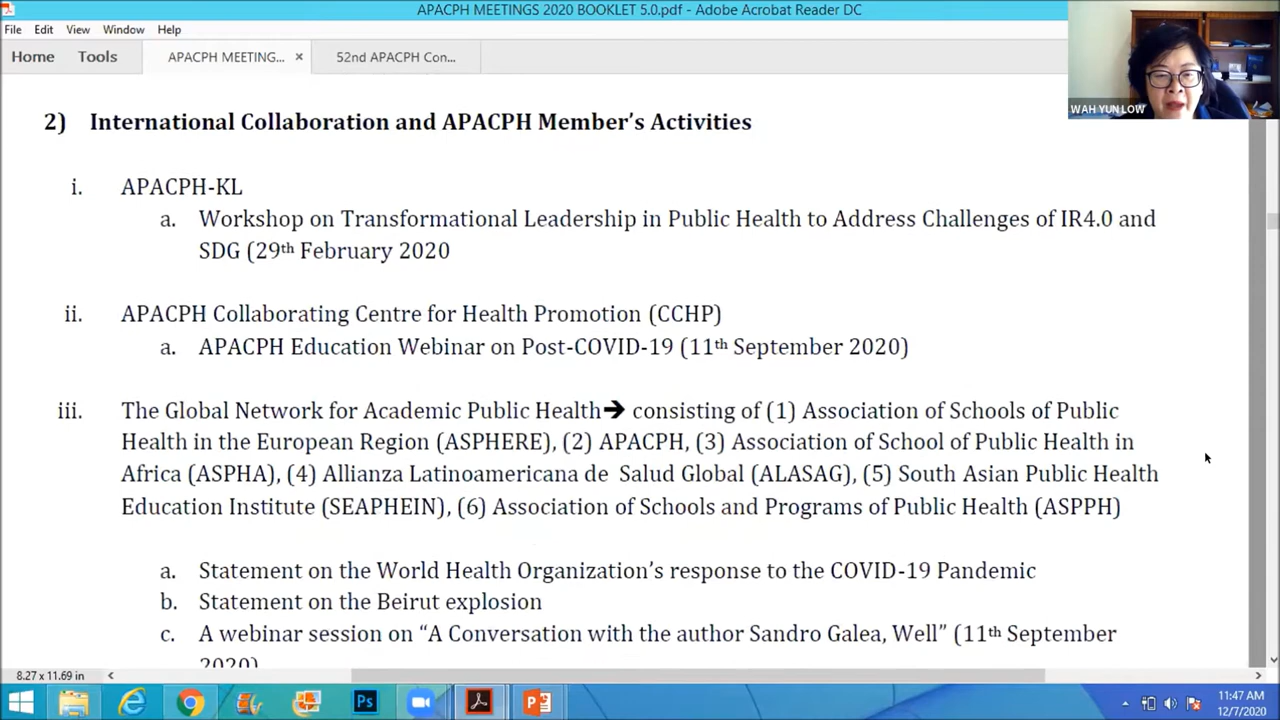 APACPH MEETINGS 2020 BOOKLET 5.0.pdf - Adobe Acrobat Reader DC
File Edit View Window Help
Home Tools APACPH MEETING... × 52nd APACPH Con...
WAH YUN LOW
2) International Collaboration and APACPH Member’s Activities
i. APACPH-KL
a. Workshop on Transformational Leadership in Public Health to Address Challenges of IR4.0 and
SDG (29th February 2020
ii. APACPH Collaborating Centre for Health Promotion (CCHP)
a. APACPH Education Webinar on Post-COVID-19 (11th September 2020)
iii. The Global Network for Academic Public Health➔ consisting of (1) Association of Schools of Public
Health in the European Region (ASPHERE), (2) APACPH, (3) Association of School of Public Health in
Africa (ASPHA), (4) Allianza Latinoamericana de Salud Global (ALASAG), (5) South Asian Public Health
Education Institute (SEAPHEIN), (6) Association of Schools and Programs of Public Health (ASPPH)
a. Statement on the World Health Organization’s response to the COVID-19 Pandemic
b. Statement on the Beirut explosion
c. A webinar session on “A Conversation with the author Sandro Galea, Well” (11th September
2020)
8.27 x 11.69 in
Ps
11:47 AM
12/7/2020